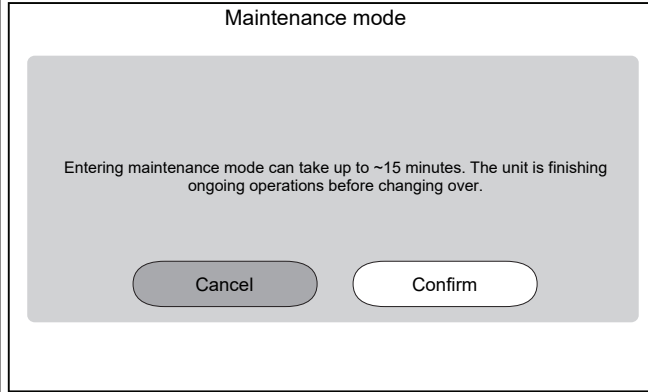 Maintenance mode
Entering maintenance mode can take up to ~15 minutes. The unit is finishing
ongoing operations before changing over.
Cancel
Confirm